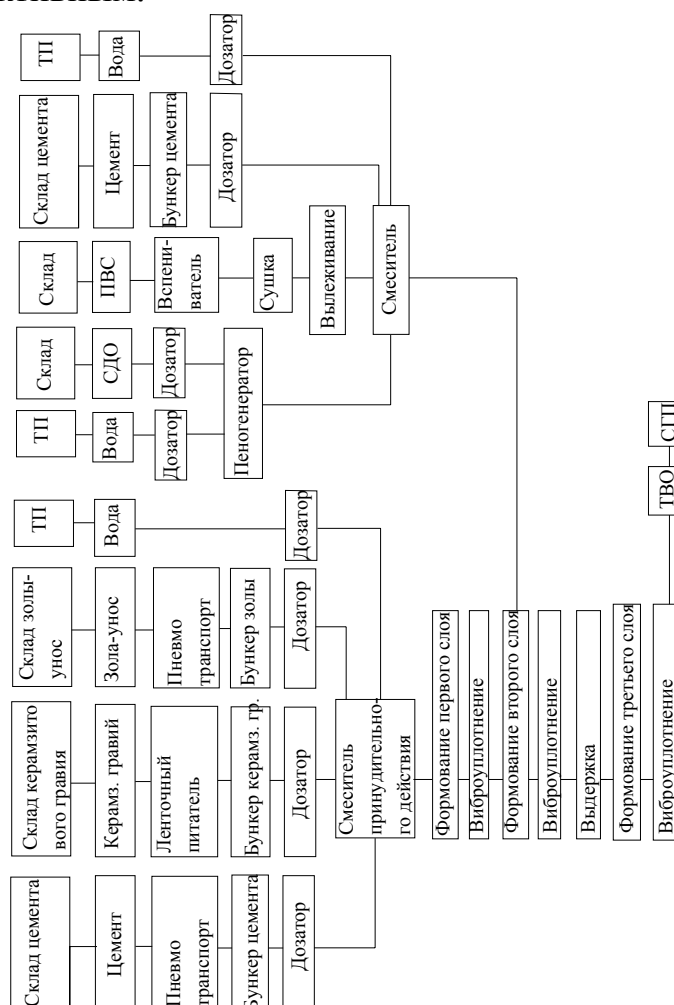 ТП
Вода
Дозатор
Склад цемента
Цемент
Бункер цемента
Дозатор
Склад
ПВС
Вспени-
ватель
Сушка
Вылеживание
Смеситель
Склад
СДО
Дозатор
ТП
Вода
Дозатор
Пеногенератор
ТП
Вода
Дозатор
Склад золы-
унос
Зола-унос
Пневмо
транспорт
Бункер золы
Дозатор
Склад керамзито
вого гравия
Керамз. гравий
Ленточный
питатель
Бункер керамз. гр.
Дозатор
Склад цемента
Цемент
Пневмо
транспорт
Бункер цемента
Дозатор
Смеситель
принудительно-
го действия
Формование первого слоя
Виброуплотнение
Формование второго слоя
Виброуплотнение
Выдержка
Формование третьего слоя
Виброуплотнение
ТВО
СГП